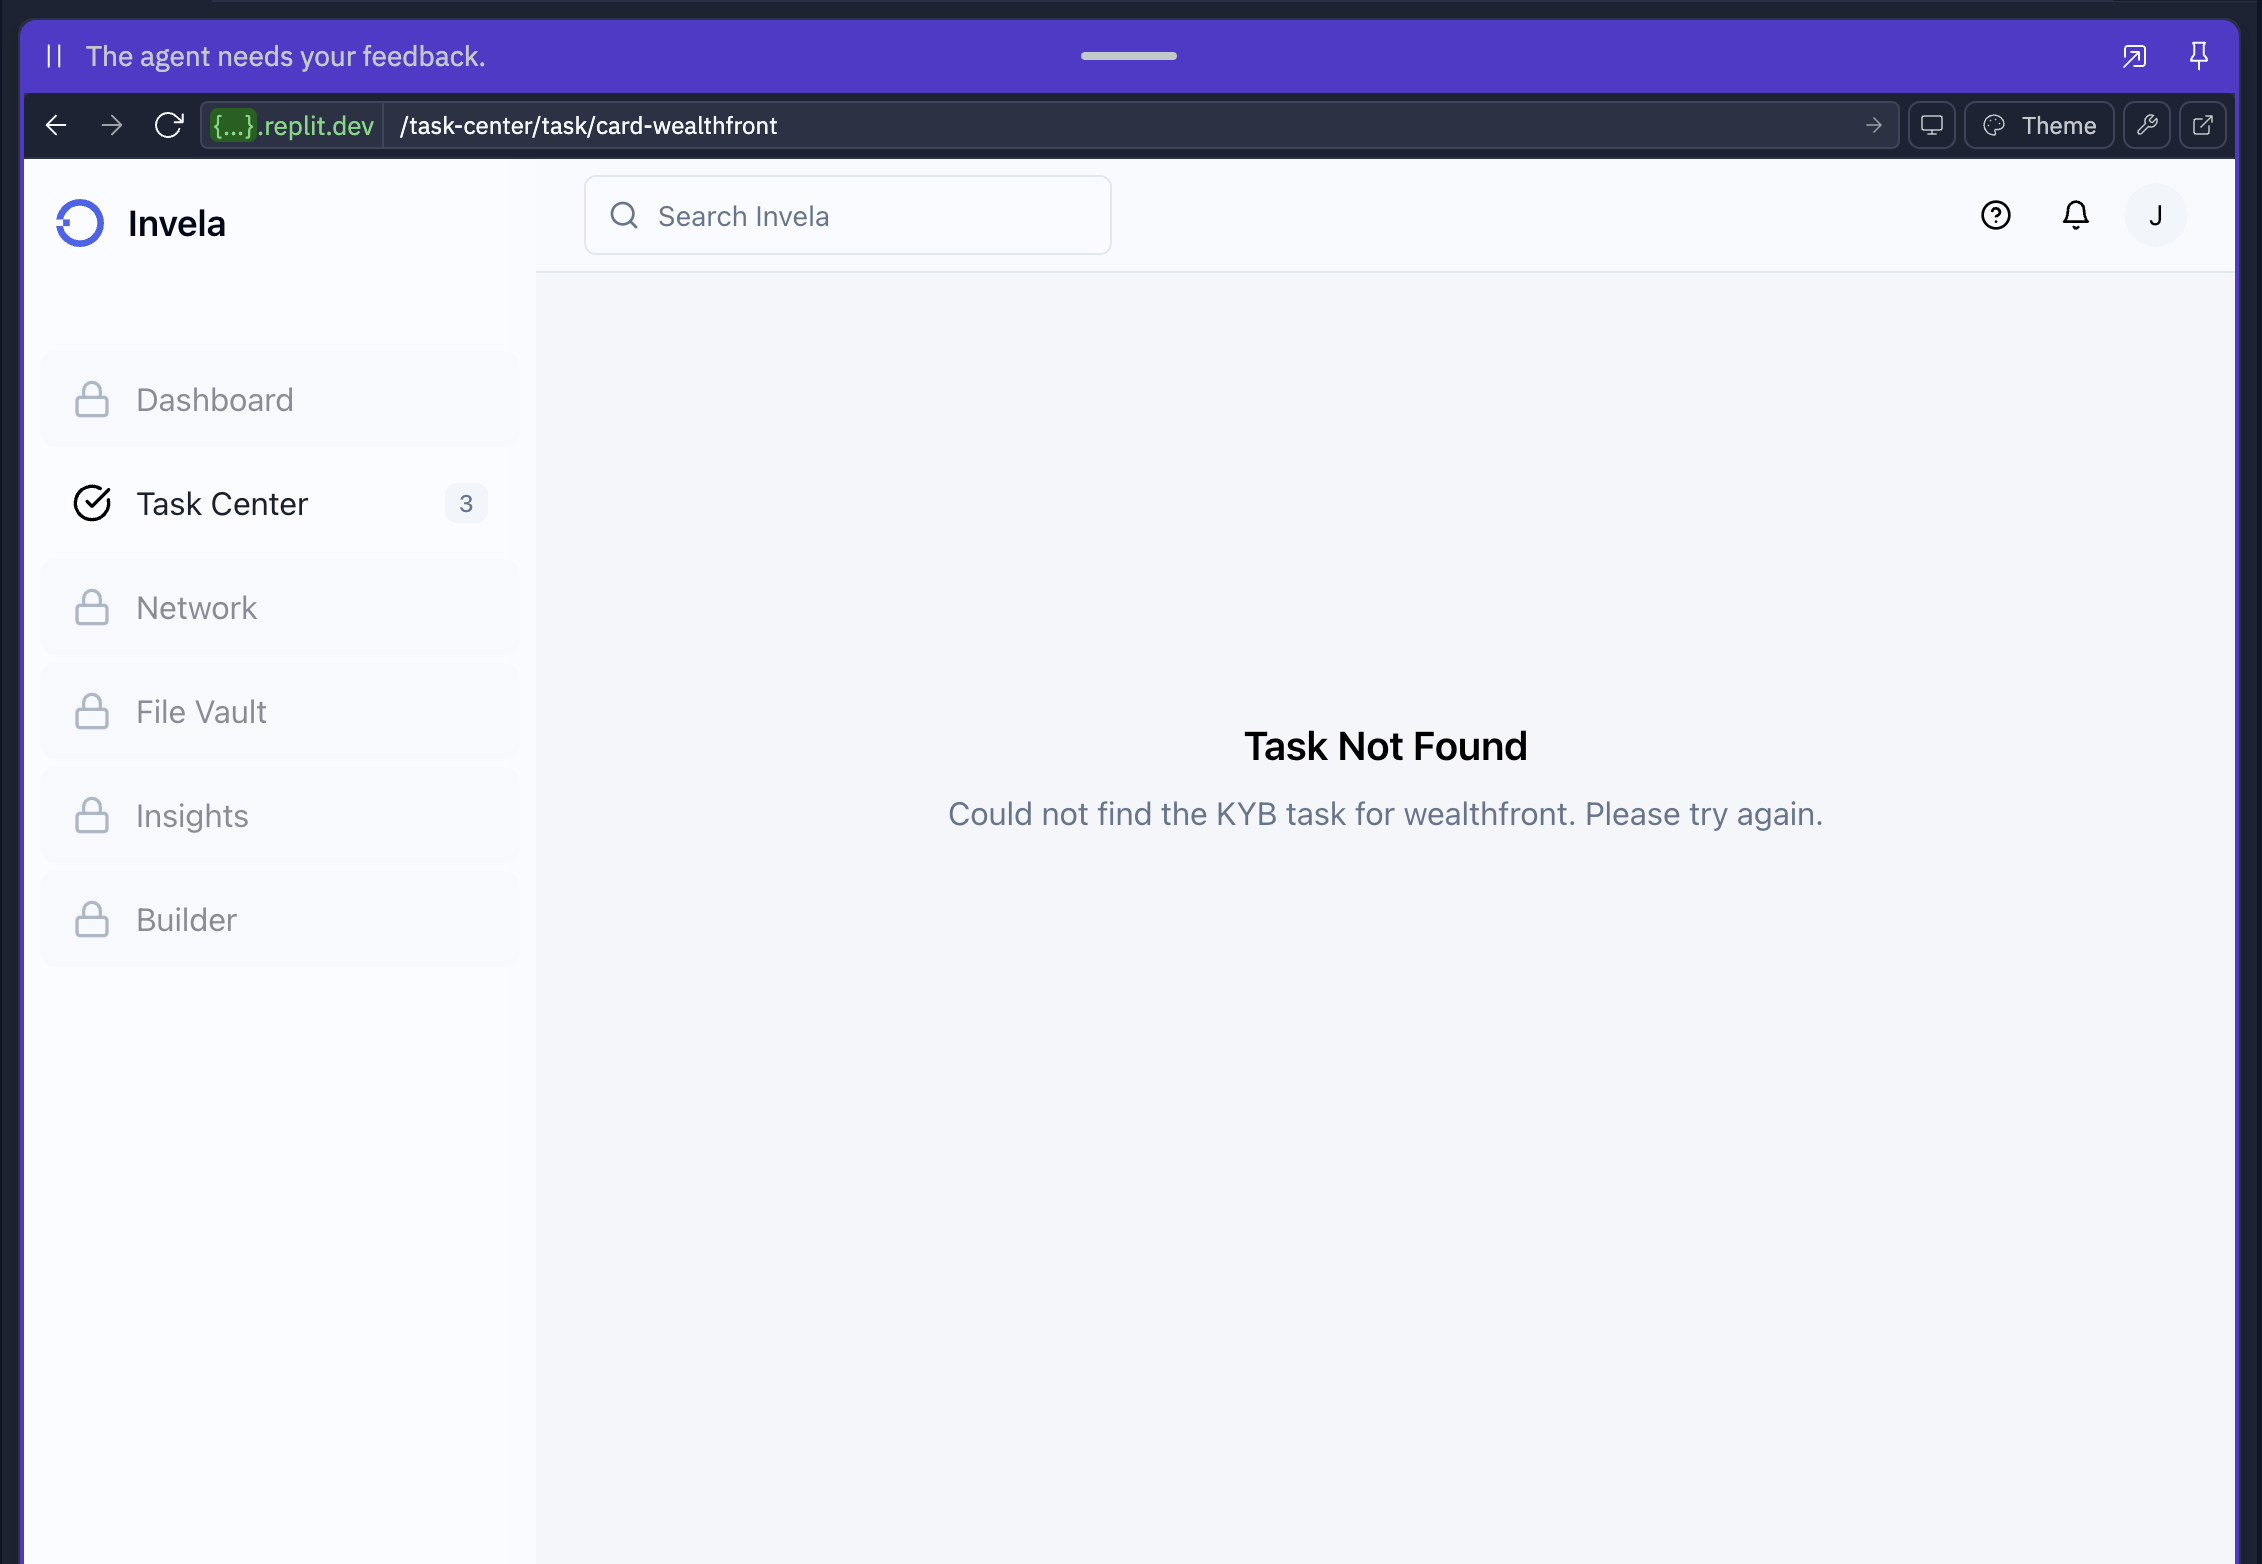 The agent needs your feedback.
{...}.replit.dev /task-center/task/card-wealthfront
Theme
Invela
Search Invela
J
Dashboard
Task Center 3
Network
File Vault
Insights
Builder
Task Not Found
Could not find the KYB task for wealthfront. Please try again.